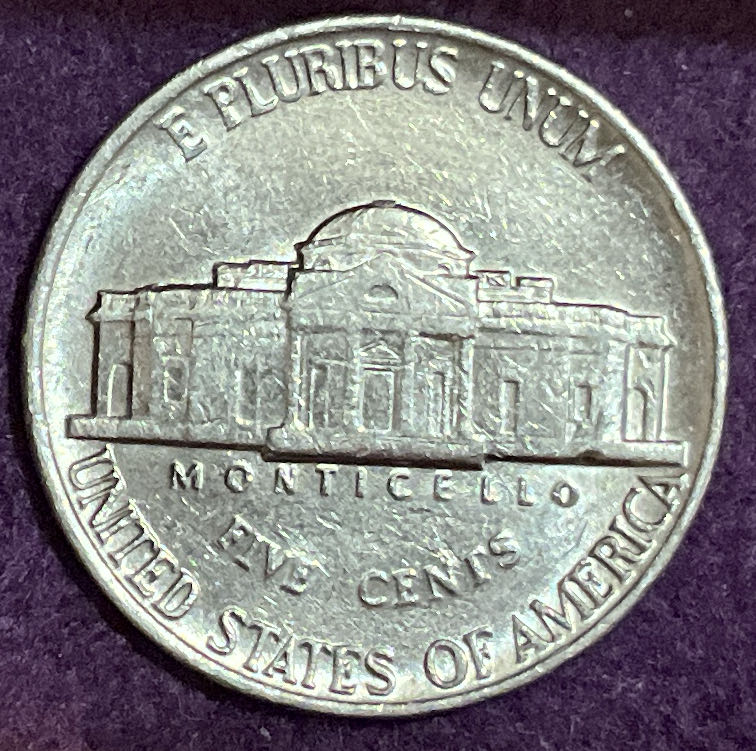 E PLURIBUS UNUM
MONTICELLO
FIVE CENTS
UNITED STATES OF AMERICA